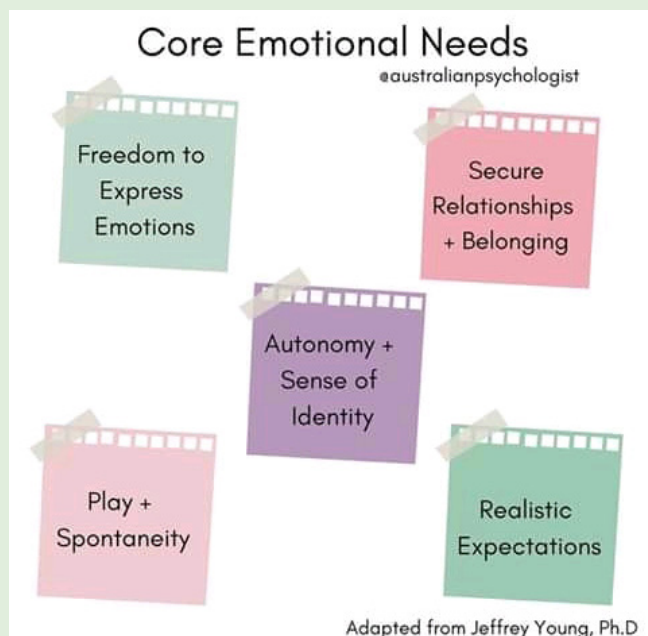 Core Emotional Needs
@australianpsychologist
Freedom to
Express
Emotions
Secure
Relationships
+ Belonging
Autonomy +
Sense of
Identity
Play +
Spontaneity
Realistic
Expectations
Adapted from Jeffrey Young, Ph.D